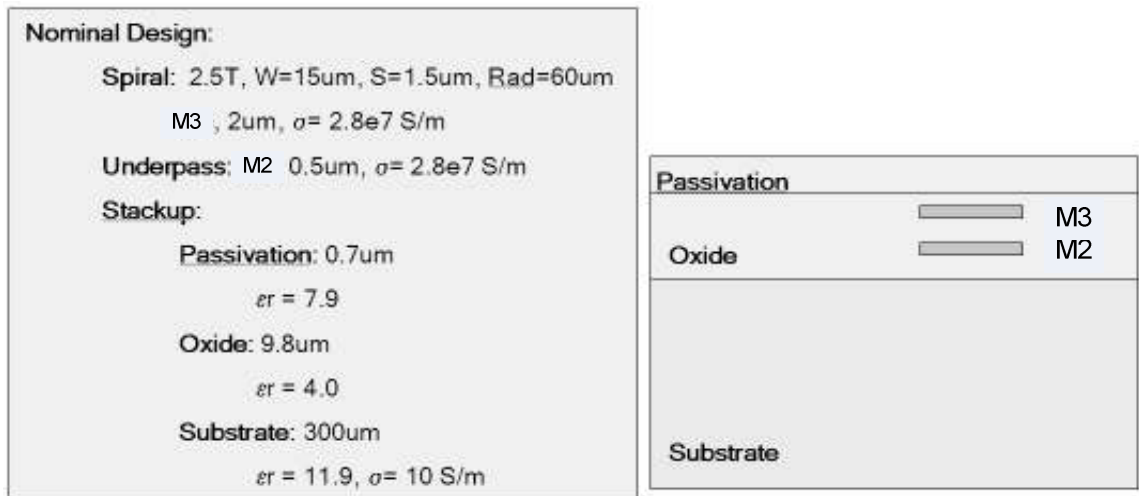 Nominal Design:
Spiral: 2.5T, W=15um, S=1.5um, Rad=60um
M3 , 2um, σ= 2.8e7 S/m
Underpass: M2 0.5um, σ= 2.8e7 S/m
Stackup:
Passivation: 0.7um
εr = 7.9
Oxide: 9.8um
εr = 4.0
Substrate: 300um
εr = 11.9, σ= 10 S/m
Passivation
M3
Oxide
M2
Substrate